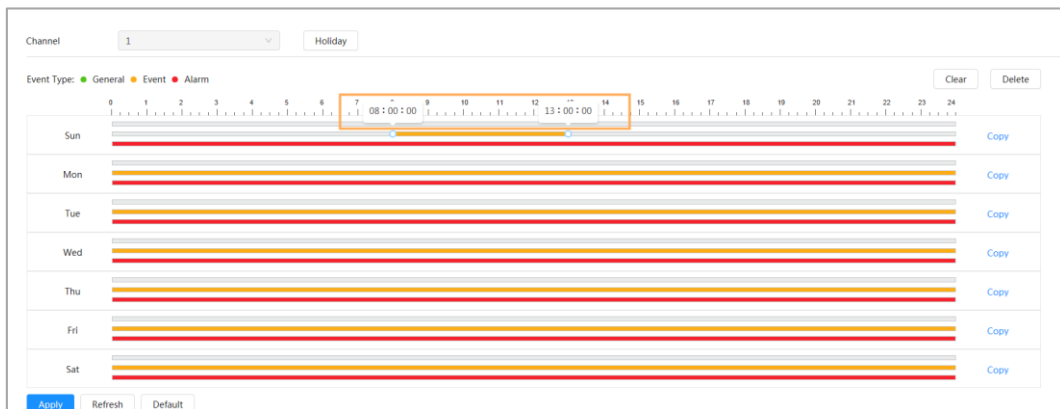 Channel 1 Holiday
Event Type: General Event Alarm Clear Delete
0 1 2 3 4 5 6 7 9 10 11 12 14 15 16 17 18 19 20 21 22 23 24
08:00:00 13:00:00
Sun Copy
Mon Copy
Tue Copy
Wed Copy
Thu Copy
Fri Copy
Sat Copy
Apply Refresh Default